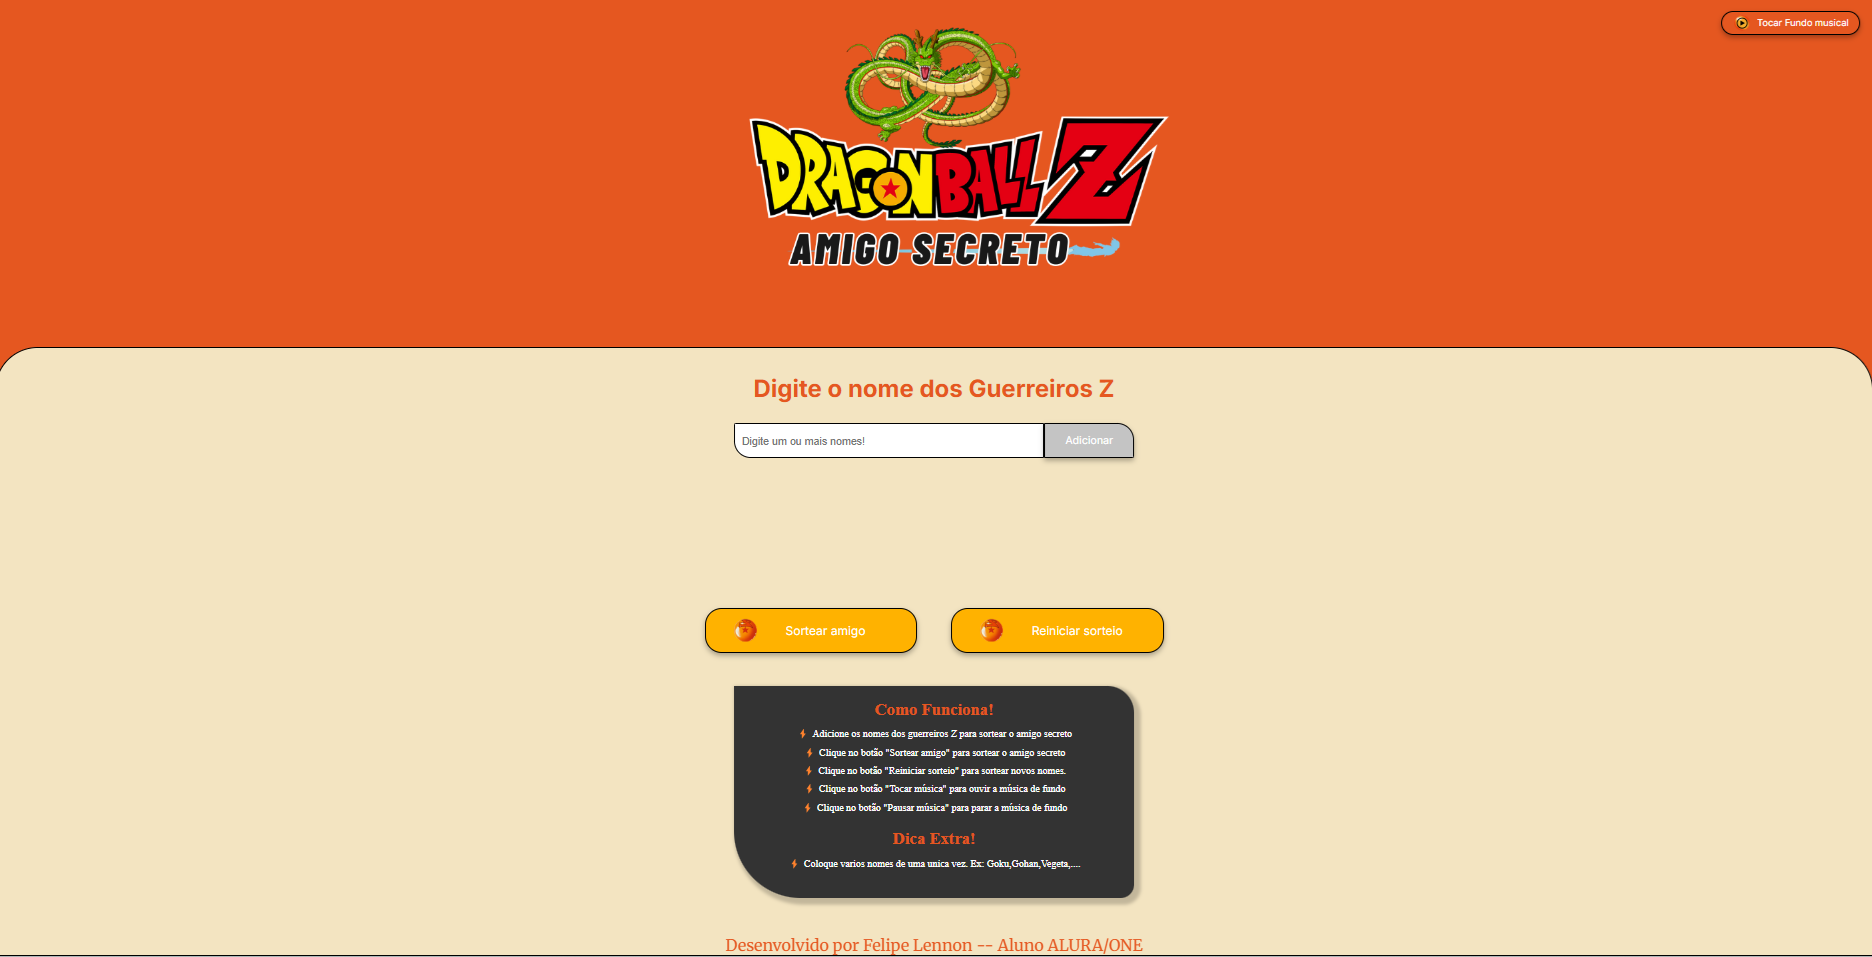 Tocar Fundo musical
DRAGON BALL Z
AMIGO SECRETO
Digite o nome dos Guerreiros Z
Digite um ou mais nomes!
Adicionar
Sortear amigo
Reiniciar sorteio
Como Funciona!
Adicione os nomes dos guerreiros Z para sortear o amigo secreto
Clique no botão "Sortear amigo" para sortear o amigo secreto
Clique no botão "Reiniciar sorteio" para sortear novos nomes.
Clique no botão "Tocar música" para ouvir a música de fundo
Clique no botão "Pausar música" para parar a música de fundo
Dica Extra!
Coloque varios nomes de uma unica vez. Ex: Goku,Gohan,Vegeta,....
Desenvolvido por Felipe Lennon -- Aluno ALURA/ONE